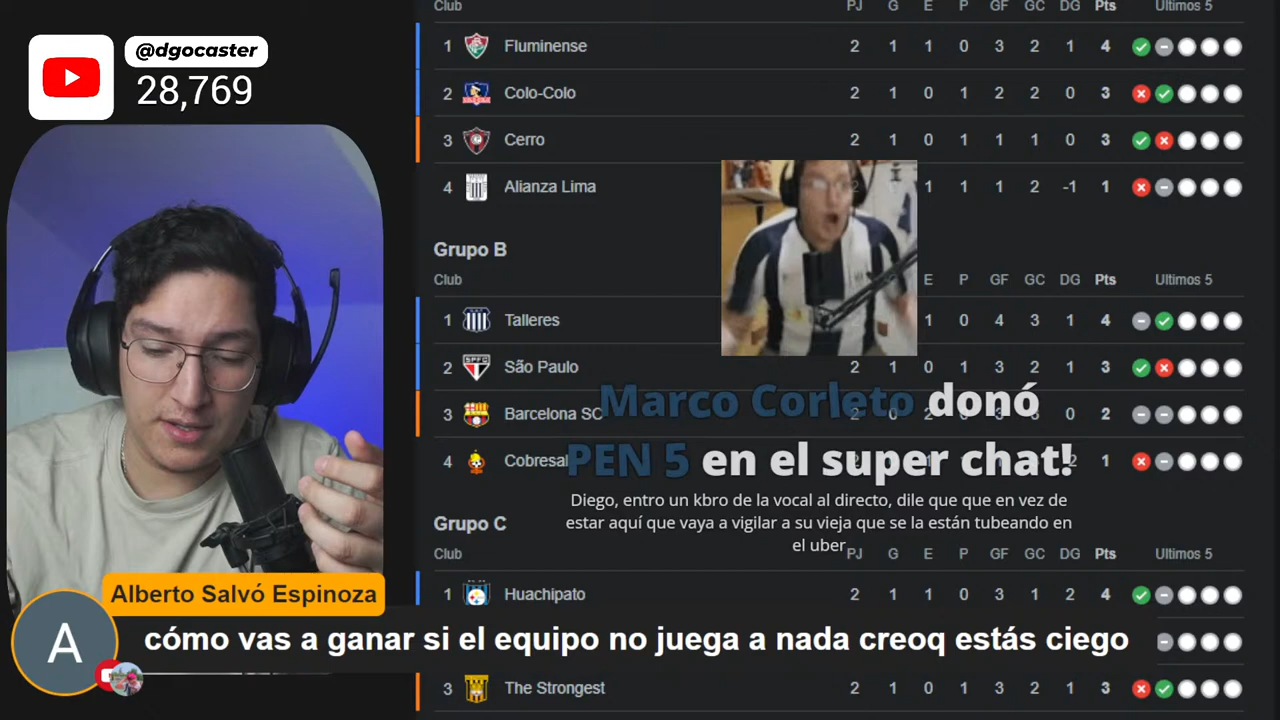 @dgocaster
28,769
Club PJ G E P GF GC DG Pts Últimos 5
1 Fluminense 2 1 1 0 3 2 1 4
2 Colo-Colo 2 1 0 1 2 2 0 3
3 Cerro 2 1 0 1 1 1 0 3
4 Alianza Lima 2 1 1 1 2 -1 1
Grupo B
Club E P GF GC DG Pts Últimos 5
1 Talleres 1 0 4 3 1 4
2 São Paulo 2 1 0 1 3 2 1 3
3 Barcelona SC 2 0 2 0 2
4 Cobresal 1
Marco Corleto donó
PEN 5 en el super chat!
Diego, entro un kbro de la vocal al directo, dile que que en vez de
estar aquí que vaya a vigilar a su vieja que se la están tubeando en
el uber
Grupo C
Club PJ G E P GF GC DG Pts Últimos 5
1 Huachipato 2 1 1 0 3 1 2 4
Alberto Salvó Espinoza
A
cómo vas a ganar si el equipo no juega a nada creoq estás ciego
3 The Strongest 2 1 0 1 3 2 1 3